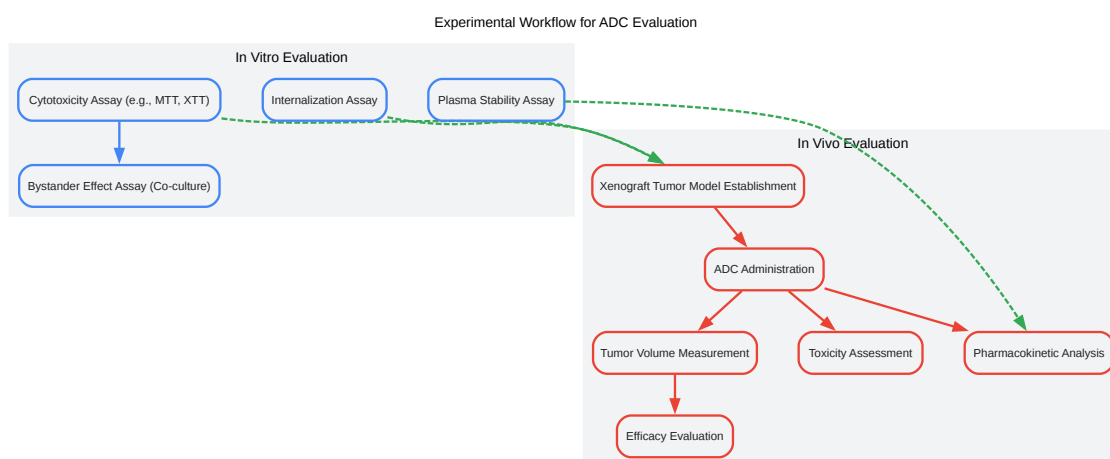 Experimental Workflow for ADC Evaluation
In Vitro Evaluation
Cytotoxicity Assay (e.g., MTT, XTT)
Internalization Assay
Plasma Stability Assay
Bystander Effect Assay (Co-culture)
In Vivo Evaluation
Xenograft Tumor Model Establishment
ADC Administration
Tumor Volume Measurement
Toxicity Assessment
Pharmacokinetic Analysis
Efficacy Evaluation